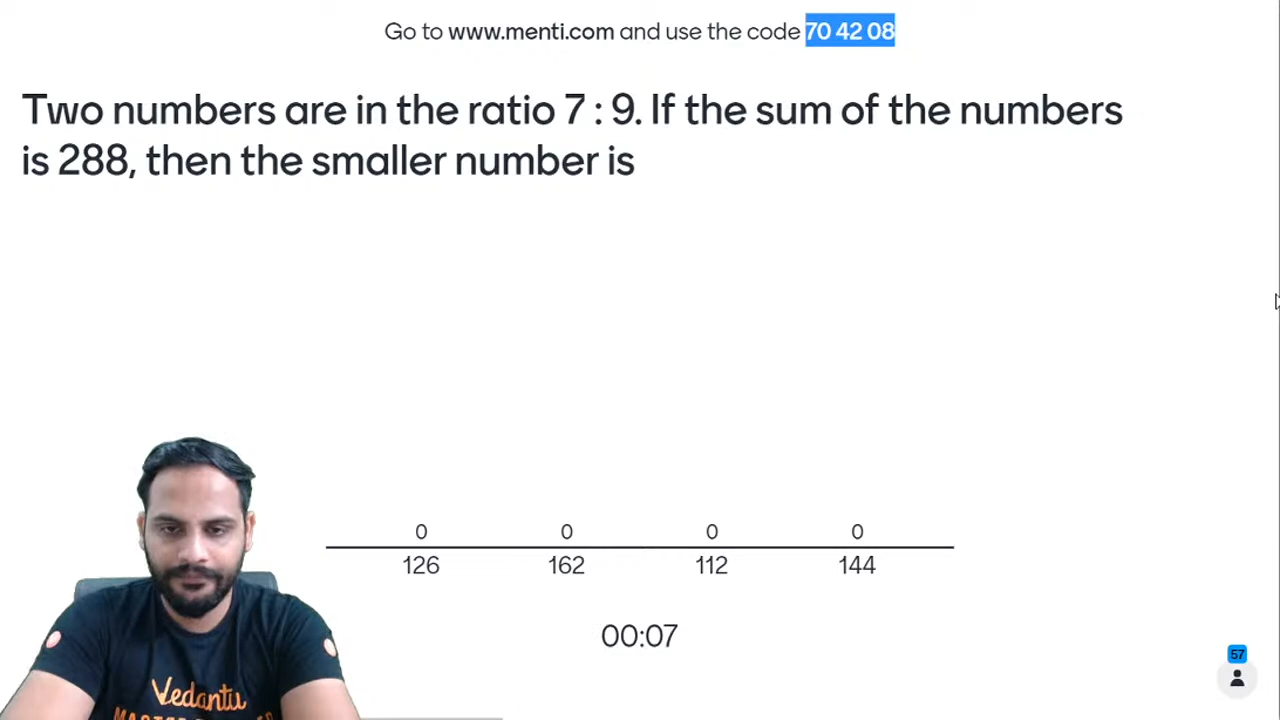 Go to www.menti.com and use the code 70 42 08
Two numbers are in the ratio 7 : 9. If the sum of the numbers
is 288, then the smaller number is
0 0 0 0
126 162 112 144
00:07
57
Vedantu
MASTER